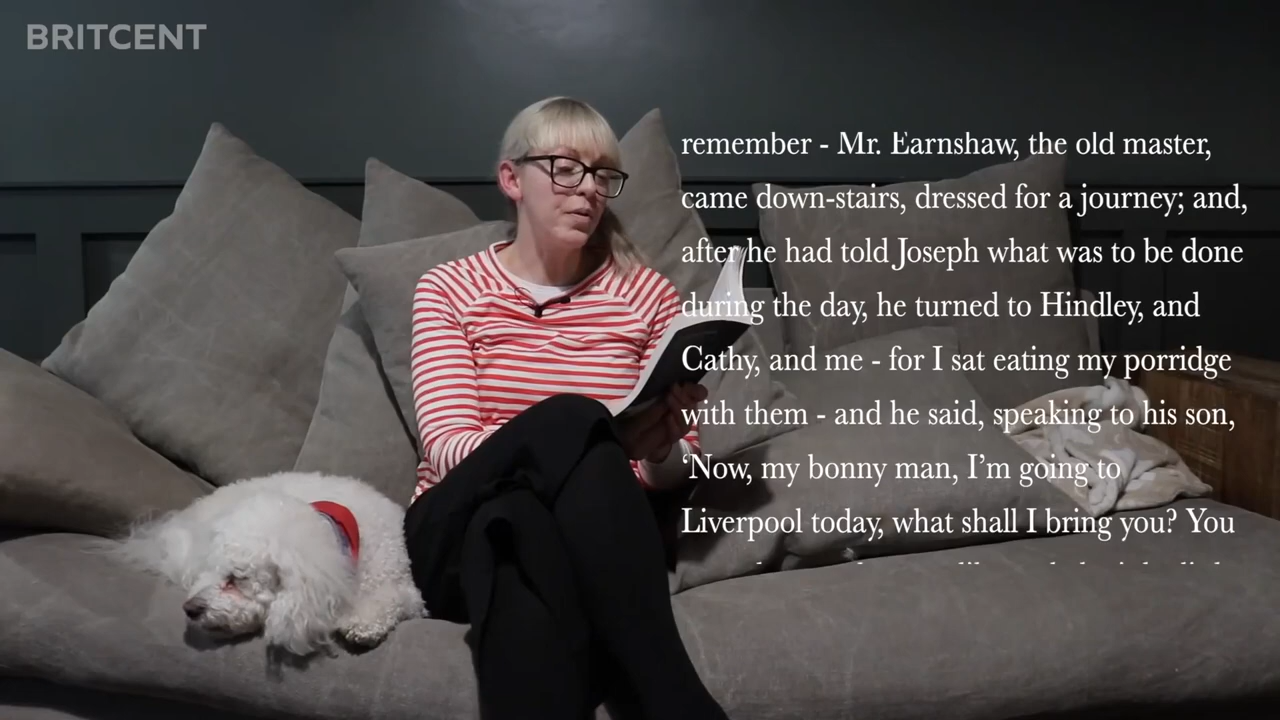 BRITCENT
remember - Mr. Earnshaw, the old master,
came down-stairs, dressed for a journey; and,
after he had told Joseph what was to be done
during the day, he turned to Hindley, and
Cathy, and me - for I sat eating my porridge
with them - and he said, speaking to his son,
‘Now, my bonny man, I’m going to
Liverpool today, what shall I bring you? You